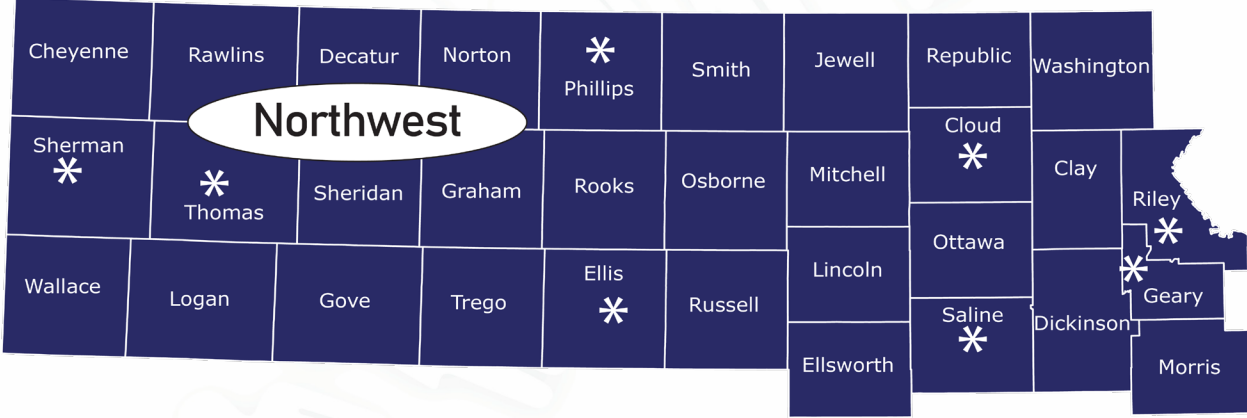 Cheyenne
Rawlins
Decatur
Norton
*
Phillips
Smith
Jewell
Republic
Washington
Northwest
Sherman
*
*
Thomas
Sheridan
Graham
Rooks
Osborne
Mitchell
Cloud
*
Clay
Riley
*
Wallace
Logan
Gove
Trego
Ellis
*
Russell
Lincoln
Ottawa
*
Geary
Saline
*
Dickinson
Ellsworth
Morris